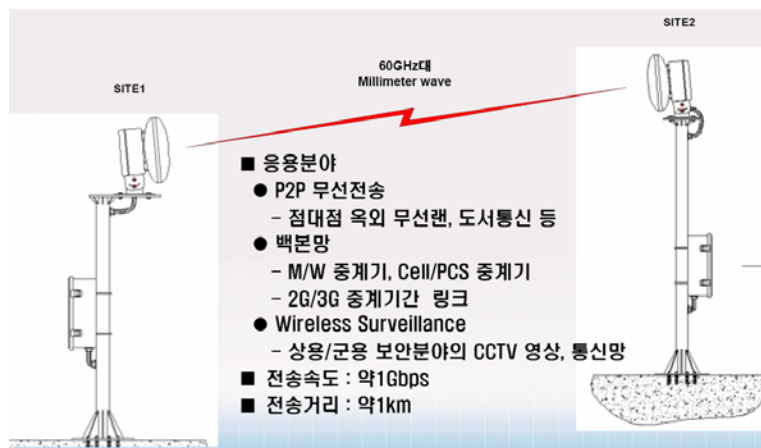 SITE2
60GHz대
Millimeter wave
SITE1
■ 응용분야
● P2P 무선전송
- 점대점 옥외 무선랜, 도서통신 등
● 백본망
- M/W 중계기, Cell/PCS 중계기
- 2G/3G 중계기간 링크
● Wireless Surveillance
- 상용/군용 보안분야의 CCTV 영상, 통신망
■ 전송속도 : 약1Gbps
■ 전송거리 : 약1km